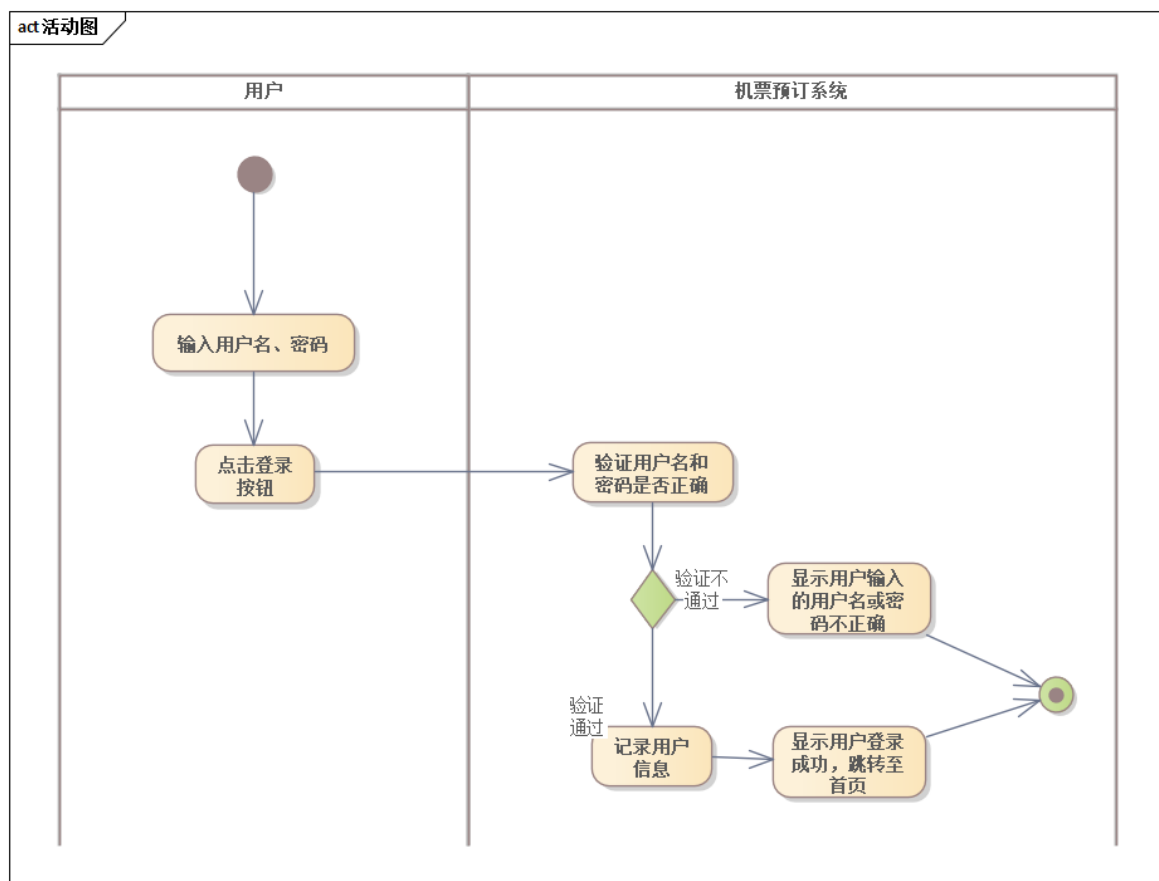 act 活动图
用户
机票预订系统
输入用户名、密码
点击登录
按钮
验证用户名和
密码是否正确
验证不
通过
显示用户输入
的用户名或密
码不正确
验证
通过
记录用户
信息
显示用户登录
成功，跳转至
首页